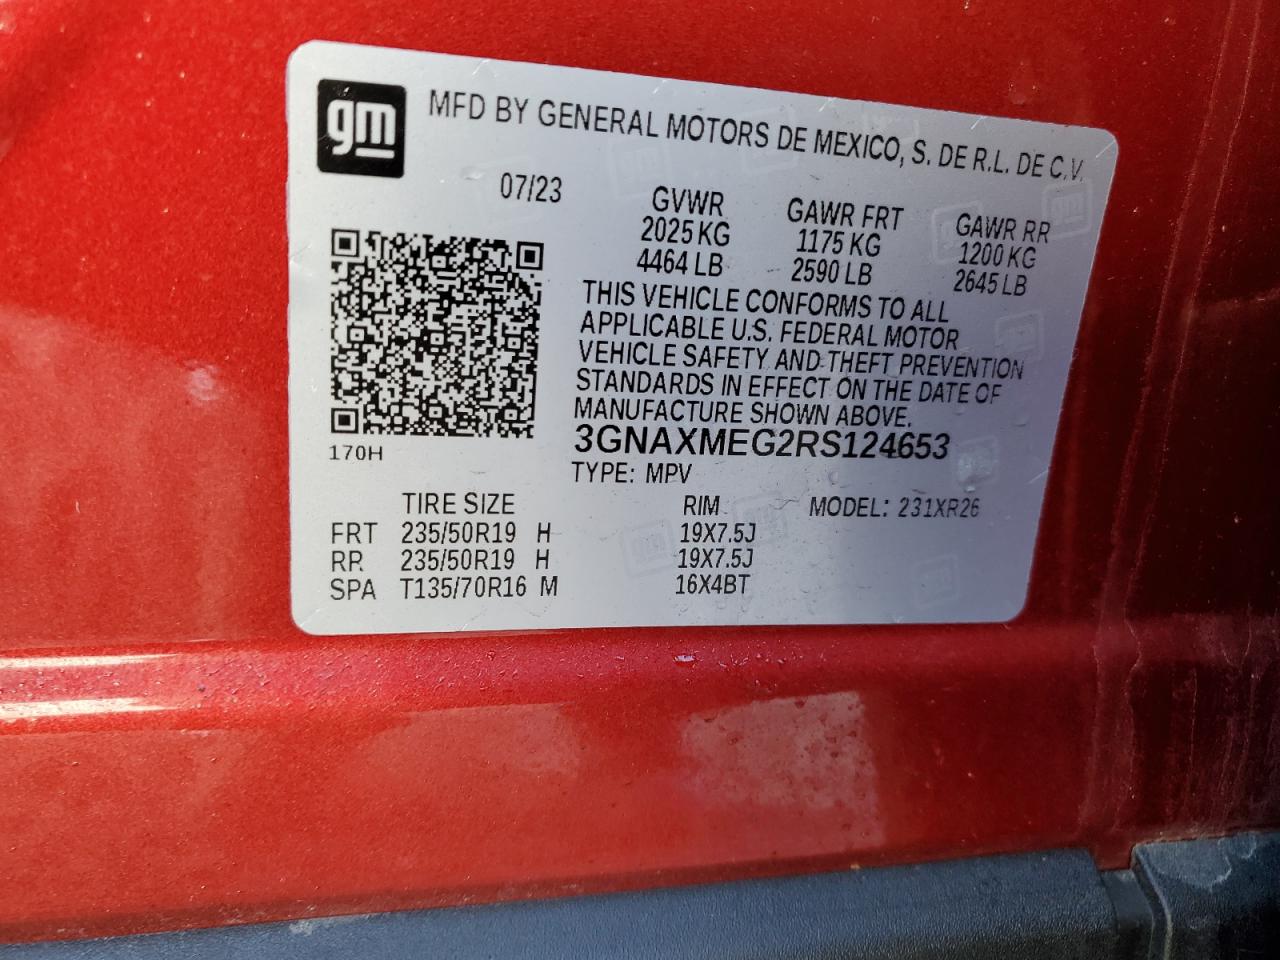 gm MFD BY GENERAL MOTORS DE MEXICO, S. DE R.L. DE C.V.
07/23 GVWR GAWR FRT GAWR RR
2025 KG 1175 KG 1200 KG
4464 LB 2590 LB 2645 LB
THIS VEHICLE CONFORMS TO ALL
APPLICABLE U.S. FEDERAL MOTOR
VEHICLE SAFETY AND THEFT PREVENTION
STANDARDS IN EFFECT ON THE DATE OF
MANUFACTURE SHOWN ABOVE.
3GNAXMEG2RS124653
170H
TYPE: MPV
TIRE SIZE RIM MODEL: 231XR26
FRT 235/50R19 H 19X7.5J
RR 235/50R19 H 19X7.5J
SPA T135/70R16 M 16X4BT